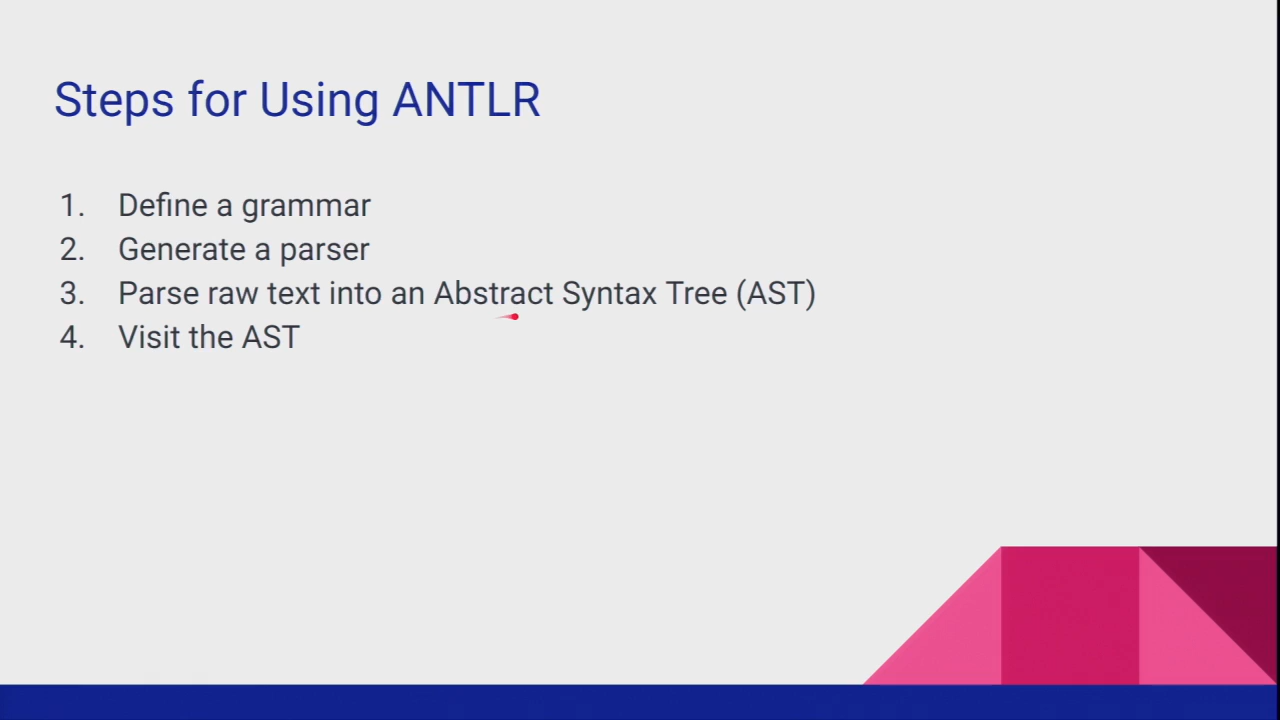 Steps for Using ANTLR
1. Define a grammar
2. Generate a parser
3. Parse raw text into an Abstract Syntax Tree (AST)
4. Visit the AST